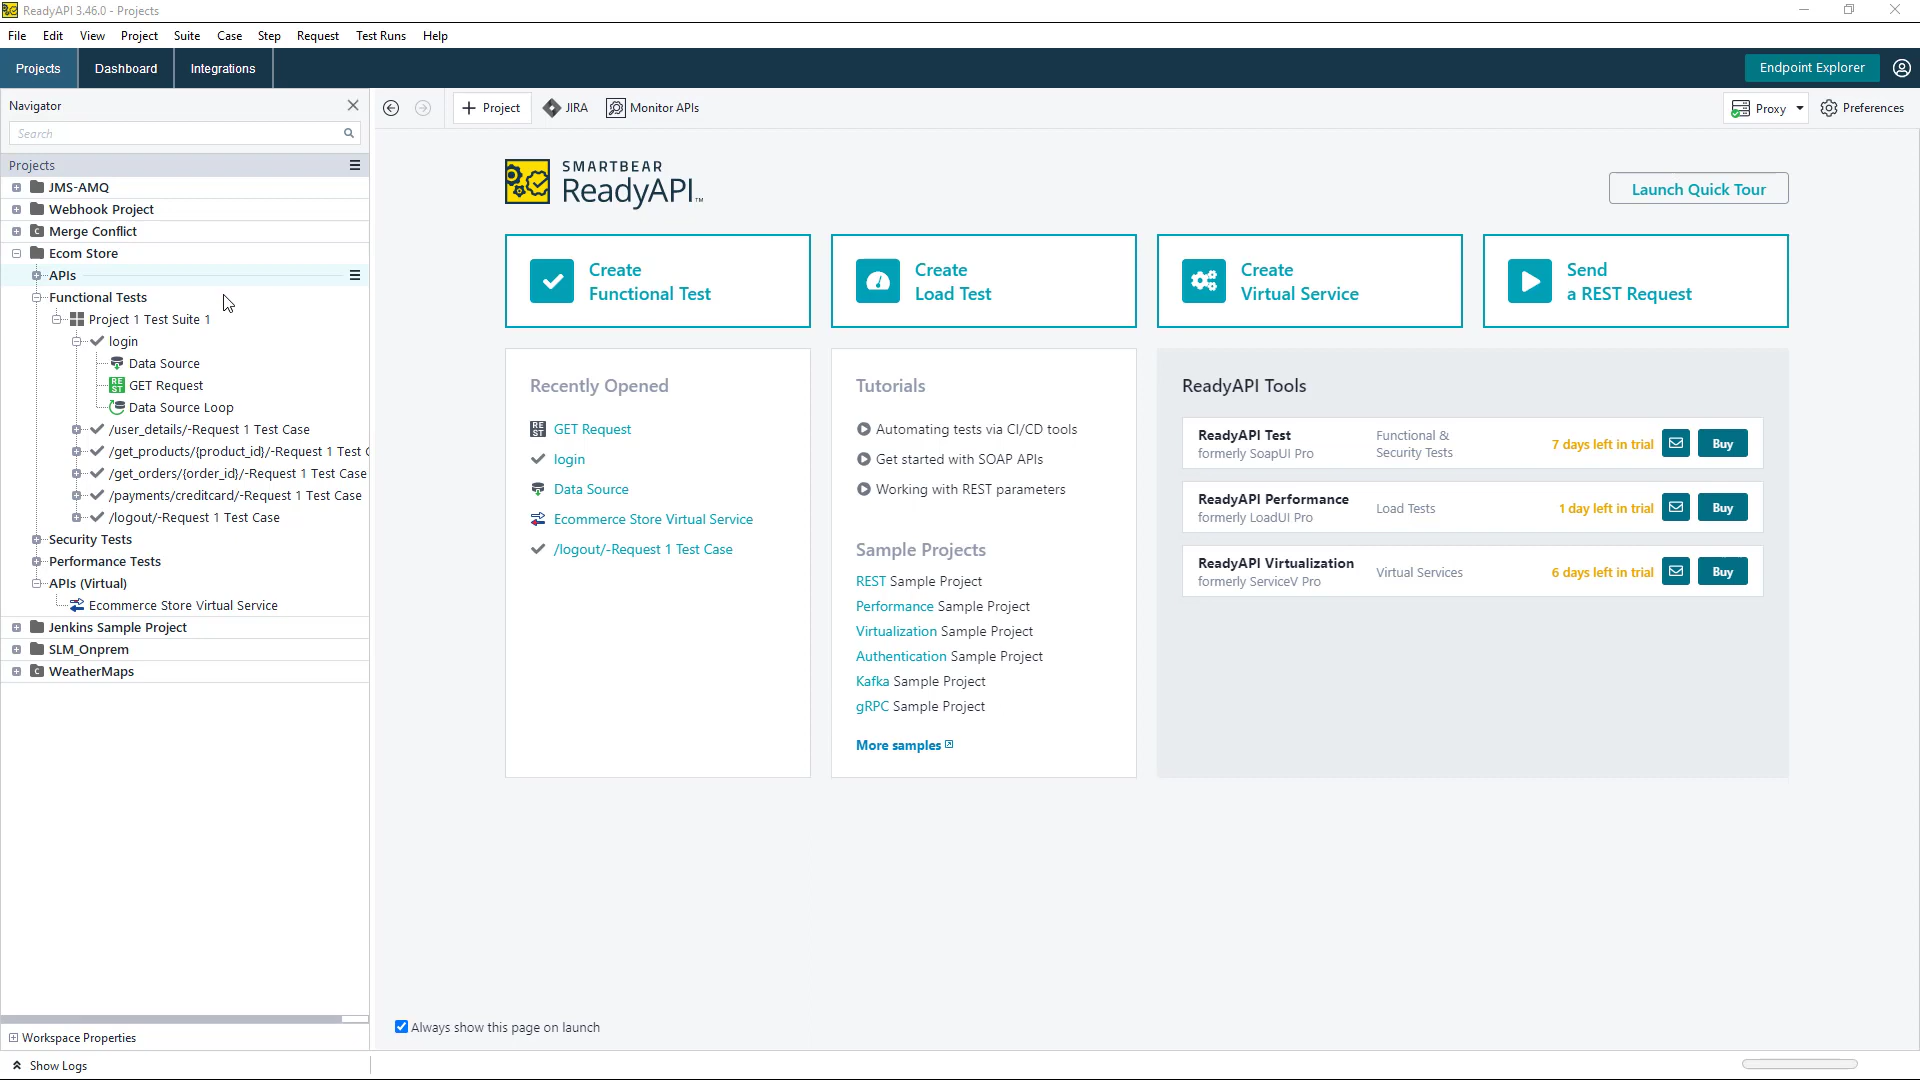 ReadyAPI 3.46.0 - Projects
File Edit View Project Suite Case Step Request Test Runs Help
Projects Dashboard Integrations Endpoint Explorer
Navigator
Project JIRA Monitor APIs Proxy Preferences
Search
Projects
JMS-AMQ
Webhook Project
Merge Conflict
Ecom Store
APIs
Functional Tests
Project 1 Test Suite 1
login
Data Source
GET Request
Data Source Loop
/user_details/-Request 1 Test Case
/get_products/{product_id}/-Request 1 Test C
/get_orders/{order_id}/-Request 1 Test Case
/payments/creditcard/-Request 1 Test Case
/logout/-Request 1 Test Case
Security Tests
Performance Tests
APIs (Virtual)
Ecommerce Store Virtual Service
Jenkins Sample Project
SLM_Onprem
WeatherMaps
Workspace Properties
Show Logs
SMARTBEAR
ReadyAPI™
Launch Quick Tour
Create
Functional Test
Create
Load Test
Create
Virtual Service
Send
a REST Request
Recently Opened
GET Request
login
Data Source
Ecommerce Store Virtual Service
/logout/-Request 1 Test Case
Tutorials
Automating tests via CI/CD tools
Get started with SOAP APIs
Working with REST parameters
Sample Projects
REST Sample Project
Performance Sample Project
Virtualization Sample Project
Authentication Sample Project
Kafka Sample Project
gRPC Sample Project
More samples
ReadyAPI Tools
ReadyAPI Test
formerly SoapUI Pro
Functional &
Security Tests
7 days left in trial
Buy
ReadyAPI Performance
formerly LoadUI Pro
Load Tests
1 day left in trial
Buy
ReadyAPI Virtualization
formerly ServiceV Pro
Virtual Services
6 days left in trial
Buy
Always show this page on launch